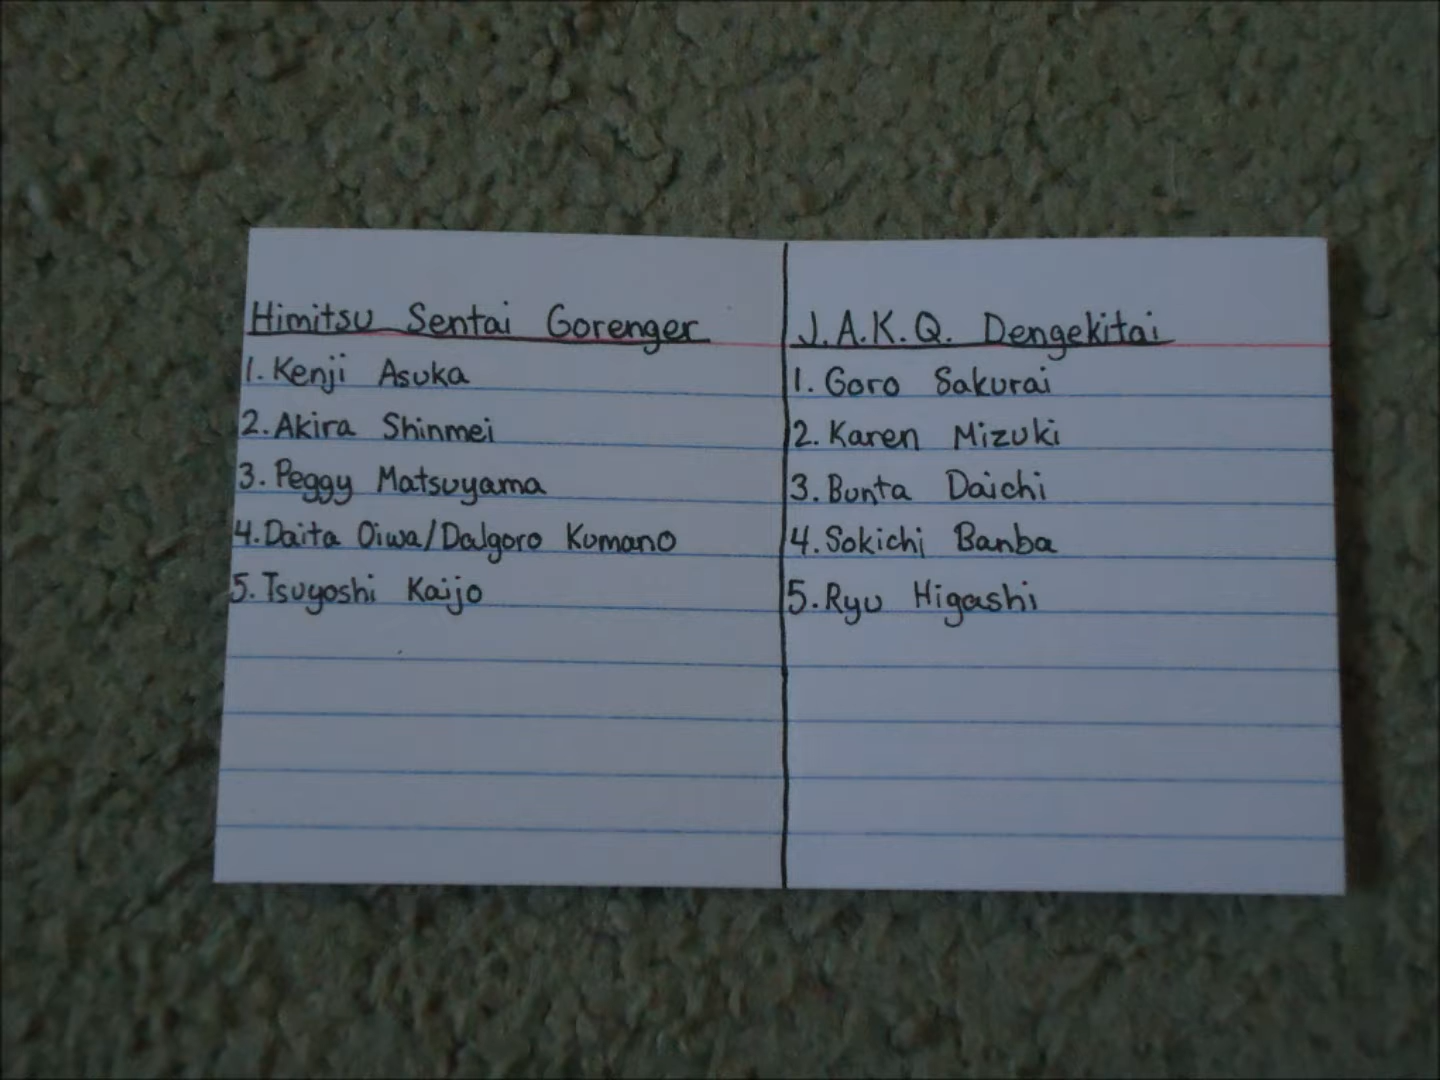 Himitsu Sentai Gorenger
1. Kenji Asuka
2. Akira Shinmei
3. Peggy Matsuyama
4. Daita Oiwa/Daigoro Kumano
5. Tsuyoshi Kaijo
J.A.K.Q. Dengekitai
1. Goro Sakurai
2. Karen Mizuki
3. Bunta Daichi
4. Sokichi Banba
5. Ryu Higashi